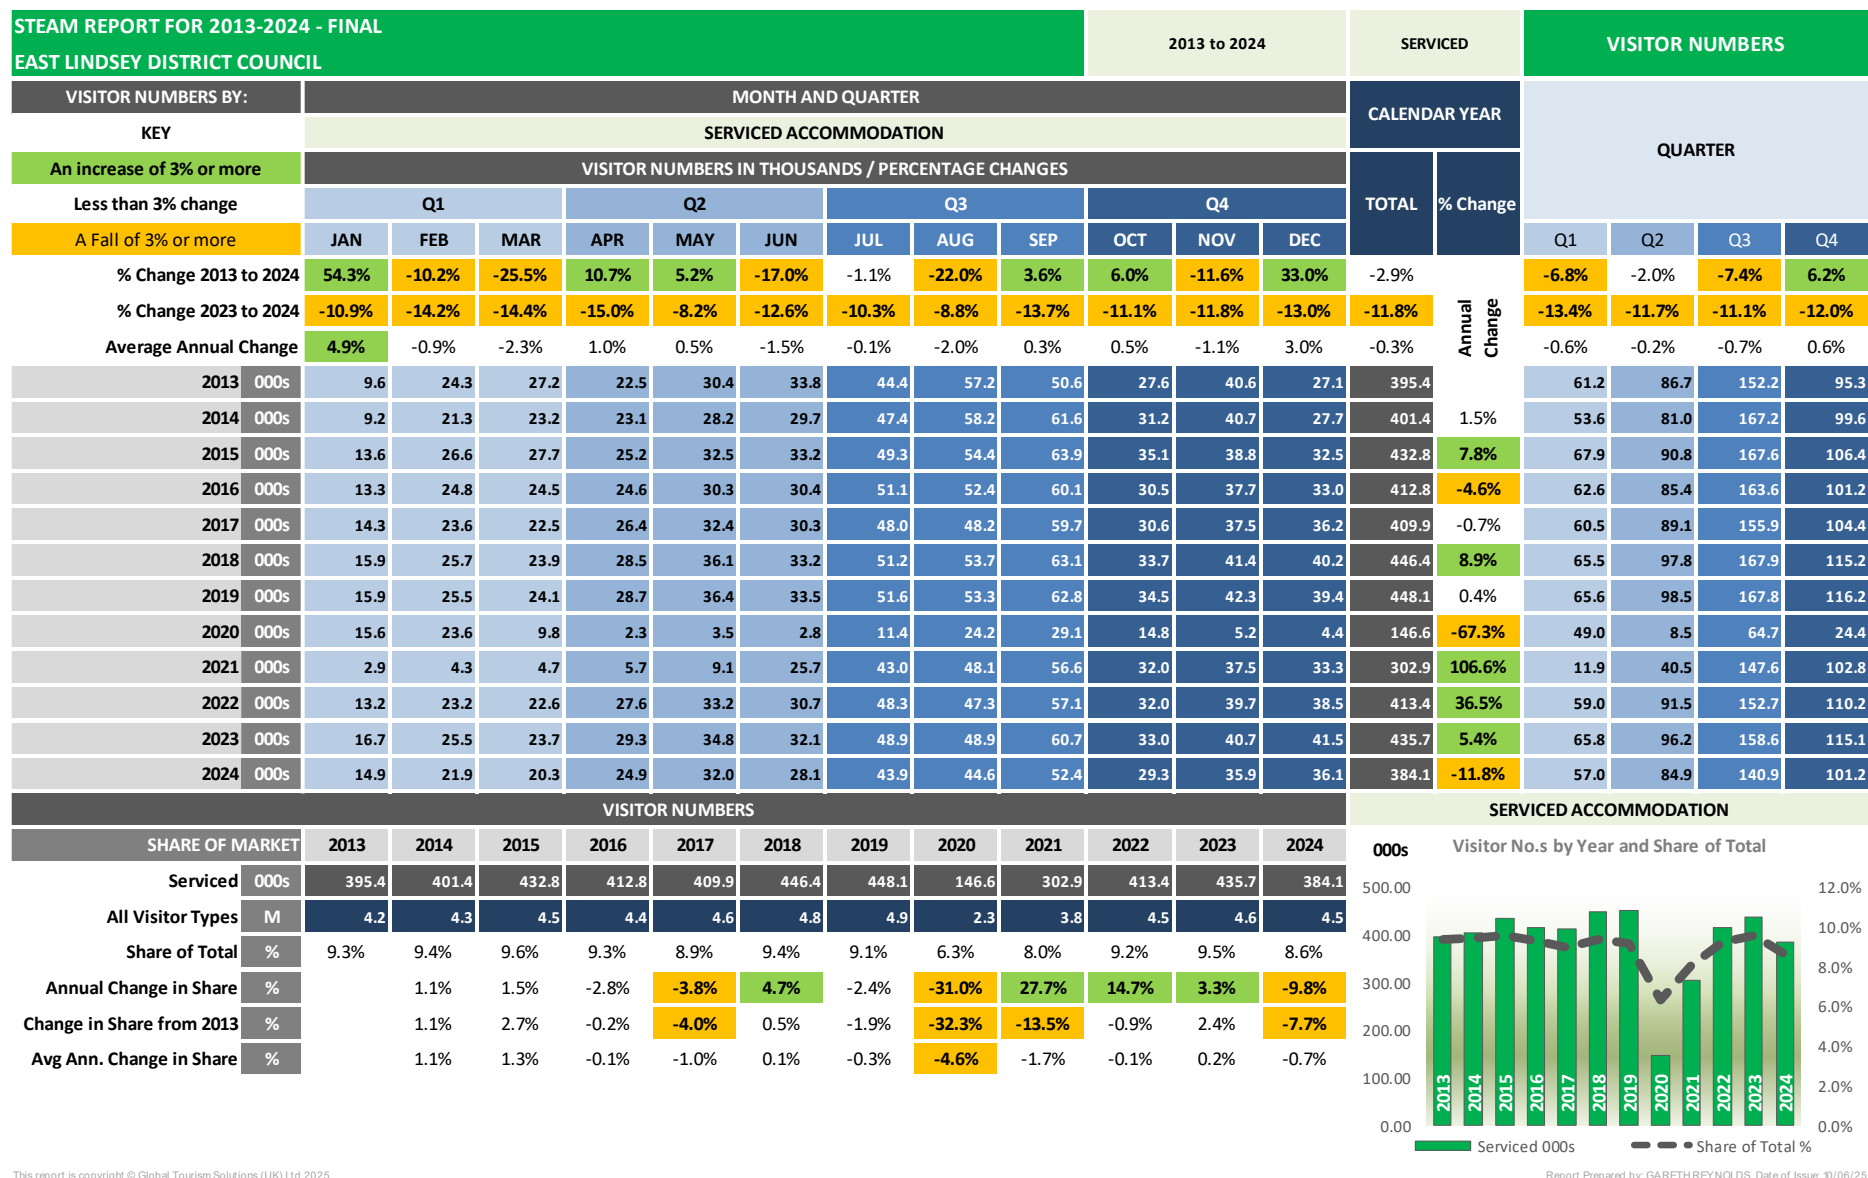 STEAM REPORT FOR 2013-2024 - FINAL
EAST LINDSEY DISTRICT COUNCIL
2013 to 2024
SERVICED
VISITOR NUMBERS
VISITOR NUMBERS BY:
MONTH AND QUARTER
CALENDAR YEAR
QUARTER
KEY
SERVICED ACCOMMODATION
An increase of 3% or more
VISITOR NUMBERS IN THOUSANDS / PERCENTAGE CHANGES
TOTAL % Change
Less than 3% change
Q1 Q2 Q3 Q4
A Fall of 3% or more
JAN FEB MAR APR MAY JUN JUL AUG SEP OCT NOV DEC Q1 Q2 Q3 Q4
% Change 2013 to 2024 54.3% -10.2% -25.5% 10.7% 5.2% -17.0% -1.1% -22.0% 3.6% 6.0% -11.6% 33.0% -2.9% -6.8% -2.0% -7.4% 6.2%
% Change 2023 to 2024 -10.9% -14.2% -14.4% -15.0% -8.2% -12.6% -10.3% -8.8% -13.7% -11.1% -11.8% -13.0% -11.8% -13.4% -11.7% -11.1% -12.0%
Average Annual Change 4.9% -0.9% -2.3% 1.0% 0.5% -1.5% -0.1% -2.0% 0.3% 0.5% -1.1% 3.0% -0.3% -0.6% -0.2% -0.7% 0.6%
Annual
Change
2013 000s 9.6 24.3 27.2 22.5 30.4 33.8 44.4 57.2 50.6 27.6 40.6 27.1 395.4 61.2 86.7 152.2 95.3
2014 000s 9.2 21.3 23.2 23.1 28.2 29.7 47.4 58.2 61.6 31.2 40.7 27.7 401.4 1.5% 53.6 81.0 167.2 99.6
2015 000s 13.6 26.6 27.7 25.2 32.5 33.2 49.3 54.4 63.9 35.1 38.8 32.5 432.8 7.8% 67.9 90.8 167.6 106.4
2016 000s 13.3 24.8 24.5 24.6 30.3 30.4 51.1 52.4 60.1 30.5 37.7 33.0 412.8 -4.6% 62.6 85.4 163.6 101.2
2017 000s 14.3 23.6 22.5 26.4 32.4 30.3 48.0 48.2 59.7 30.6 37.5 36.2 409.9 -0.7% 60.5 89.1 155.9 104.4
2018 000s 15.9 25.7 23.9 28.5 36.1 33.2 51.2 53.7 63.1 33.7 41.4 40.2 446.4 8.9% 65.5 97.8 167.9 115.2
2019 000s 15.9 25.5 24.1 28.7 36.4 33.5 51.6 53.3 62.8 34.5 42.3 39.4 448.1 0.4% 65.6 98.5 167.8 116.2
2020 000s 15.6 23.6 9.8 2.3 3.5 2.8 11.4 24.2 29.1 14.8 5.2 4.4 146.6 -67.3% 49.0 8.5 64.7 24.4
2021 000s 2.9 4.3 4.7 5.7 9.1 25.7 43.0 48.1 56.6 32.0 37.5 33.3 302.9 106.6% 11.9 40.5 147.6 102.8
2022 000s 13.2 23.2 22.6 27.6 33.2 30.7 48.3 47.3 57.1 32.0 39.7 38.5 413.4 36.5% 59.0 91.5 152.7 110.2
2023 000s 16.7 25.5 23.7 29.3 34.8 32.1 48.9 48.9 60.7 33.0 40.7 41.5 435.7 5.4% 65.8 96.2 158.6 115.1
2024 000s 14.9 21.9 20.3 24.9 32.0 28.1 43.9 44.6 52.4 29.3 35.9 36.1 384.1 -11.8% 57.0 84.9 140.9 101.2
VISITOR NUMBERS
SHARE OF MARKET 2013 2014 2015 2016 2017 2018 2019 2020 2021 2022 2023 2024
Serviced 000s 395.4 401.4 432.8 412.8 409.9 446.4 448.1 146.6 302.9 413.4 435.7 384.1
All Visitor Types M 4.2 4.3 4.5 4.4 4.6 4.8 4.9 2.3 3.8 4.5 4.6 4.5
Share of Total % 9.3% 9.4% 9.6% 9.3% 8.9% 9.4% 9.1% 6.3% 8.0% 9.2% 9.5% 8.6%
Annual Change in Share % 1.1% 1.5% -2.8% -3.8% 4.7% -2.4% -31.0% 27.7% 14.7% 3.3% -9.8%
Change in Share from 2013 % 1.1% 2.7% -0.2% -4.0% 0.5% -1.9% -32.3% -13.5% -0.9% 2.4% -7.7%
Avg Ann. Change in Share % 1.1% 1.3% -0.1% -1.0% 0.1% -0.3% -4.6% -1.7% -0.1% 0.2% -0.7%
SERVICED ACCOMMODATION
000s Visitor No.s by Year and Share of Total
500.00 12.0%
400.00 10.0%
300.00 8.0%
200.00 6.0%
100.00 4.0%
0.00 2.0%
0.0%
2013 2014 2015 2016 2017 2018 2019 2020 2021 2022 2023 2024
Serviced 000s Share of Total %
This report is copyright © Global Tourism Solutions (UK) Ltd 2025
Report Prepared by: GARETH REYNOLDS. Date of Issue: 10/06/25